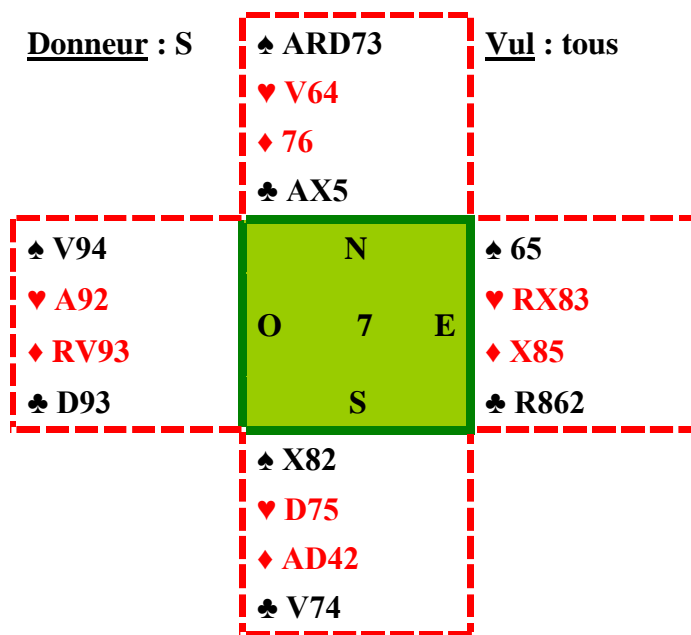 Donneur : S
♠ ARD73
Vul : tous
♥ V64
♦ 76
♣ AX5
♠ V94
♥ A92
♦ RV93
♣ D93
N
O 7 E
S
♠ 65
♥ RX83
♦ X85
♣ R862
♠ X82
♥ D75
♦ AD42
♣ V74